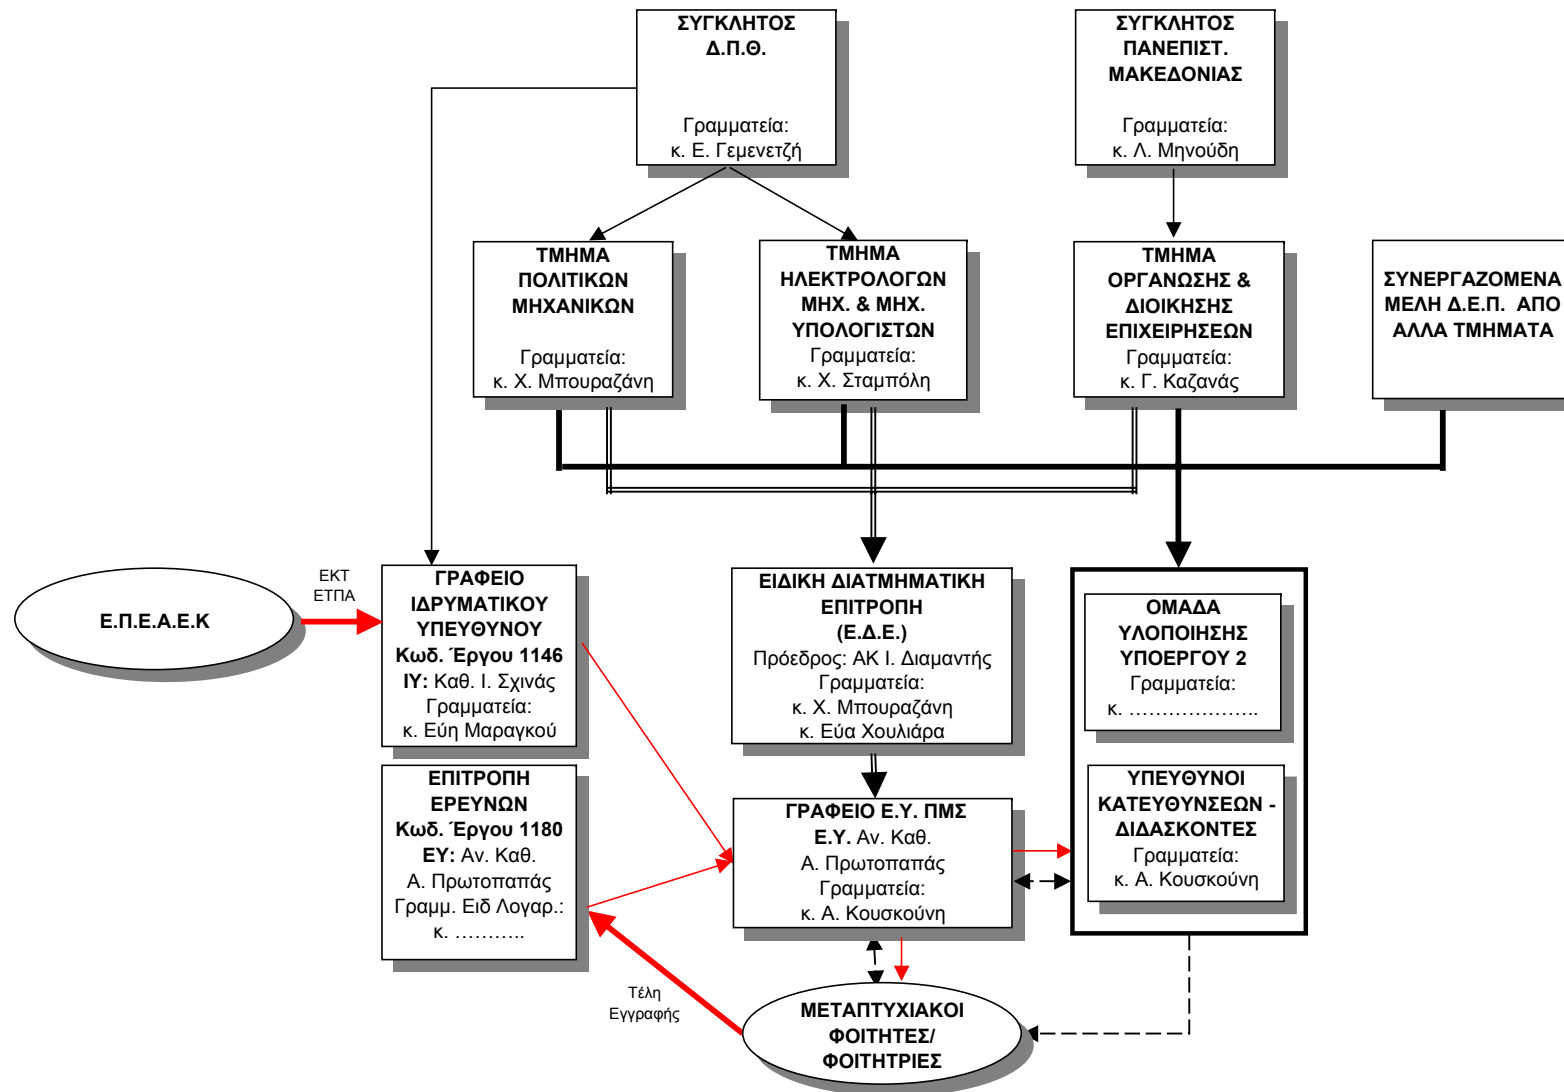 ΣΥΓΚΛΗΤΟΣ
Δ.Π.Θ.
Γραμματεία:
κ. Ε. Γεμενετζή
ΣΥΓΚΛΗΤΟΣ
ΠΑΝΕΠΙΣΤ.
ΜΑΚΕΔΟΝΙΑΣ
Γραμματεία:
κ. Λ. Μηνούδη
ΤΜΗΜΑ
ΠΟΛΙΤΙΚΩΝ
ΜΗΧΑΝΙΚΩΝ
Γραμματεία:
κ. Χ. Μπουραζάνη
ΤΜΗΜΑ
ΗΛΕΚΤΡΟΛΟΓΩΝ
ΜΗΧ. & ΜΗΧ.
ΥΠΟΛΟΓΙΣΤΩΝ
Γραμματεία:
κ. Χ. Σταμπόλη
ΤΜΗΜΑ
ΟΡΓΑΝΩΣΗΣ &
ΔΙΟΙΚΗΣΗΣ
ΕΠΙΧΕΙΡΗΣΕΩΝ
Γραμματεία:
κ. Γ. Καζανάς
ΣΥΝΕΡΓΑΖΟΜΕΝΑ
ΜΕΛΗ Δ.Ε.Π. ΑΠΟ
ΑΛΛΑ ΤΜΗΜΑΤΑ
Ε.Π.Ε.Α.Ε.Κ
ΕΚΤ
ΕΤΠΑ
ΓΡΑΦΕΙΟ
ΙΔΡΥΜΑΤΙΚΟΥ
ΥΠΕΥΘΥΝΟΥ
Κωδ. Έργου 1146
ΙΥ: Καθ. Ι. Σχινάς
Γραμματεία:
κ. Εύη Μαραγκού
ΕΙΔΙΚΗ ΔΙΑΤΜΗΜΑΤΙΚΗ
ΕΠΙΤΡΟΠΗ
(Ε.Δ.Ε.)
Πρόεδρος: ΑΚ Ι. Διαμαντής
Γραμματεία:
κ. Χ. Μπουραζάνη
κ. Εύα Χουλιάρα
ΟΜΑΔΑ
ΥΛΟΠΟΙΗΣΗΣ
ΥΠΟΕΡΓΟΥ 2
Γραμματεία:
κ. ………………..
ΕΠΙΤΡΟΠΗ
ΕΡΕΥΝΩΝ
Κωδ. Έργου 1180
ΕΥ: Αν. Καθ.
Α. Πρωτοπαπάς
Γραμμ. Ειδ Λογαρ.:
κ. ………..
ΓΡΑΦΕΙΟ Ε.Υ. ΠΜΣ
Ε.Υ. Αν. Καθ.
Α. Πρωτοπαπάς
Γραμματεία:
κ. Α. Κουσκούνη
ΥΠΕΥΘΥΝΟΙ
ΚΑΤΕΥΘΥΝΣΕΩΝ -
ΔΙΔΑΣΚΟΝΤΕΣ
Γραμματεία:
κ. Α. Κουσκούνη
Τέλη
Εγγραφής
ΜΕΤΑΠΤΥΧΙΑΚΟΙ
ΦΟΙΤΗΤΕΣ/
ΦΟΙΤΗΤΡΙΕΣ